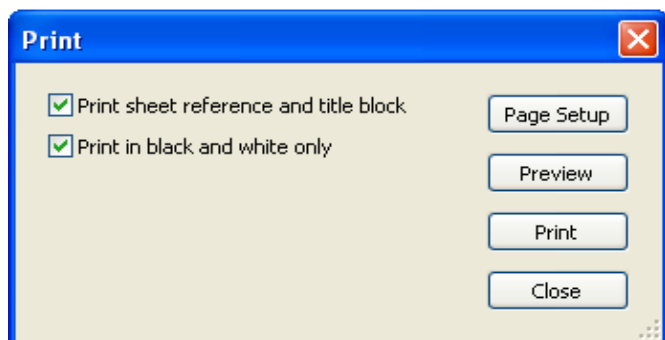 Print
Print sheet reference and title block
Print in black and white only
Page Setup
Preview
Print
Close